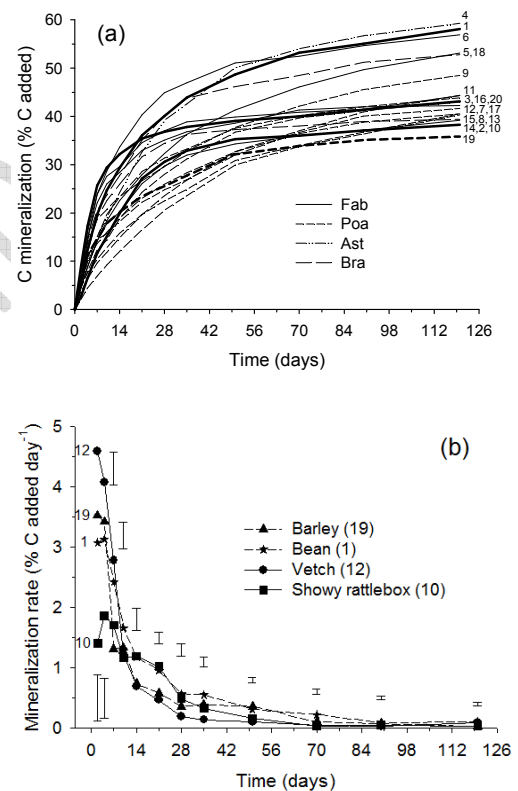 (a)
C mineralization (% C added)
60
50
40
30
20
10
0
4
1
6
5,18
9
11
3,16,20
12,7,17
15,8,13
14,2,10
19
Fab
Poa
Ast
Bra
0 14 28 42 56 70 84 98 112 126
Time (days)
(b)
Mineralization rate (% C added day-1)
5
4
3
2
1
0
12
19
1
10
Barley (19)
Bean (1)
Vetch (12)
Showy rattlebox (10)
0 14 28 42 56 70 84 98 112 126
Time (days)